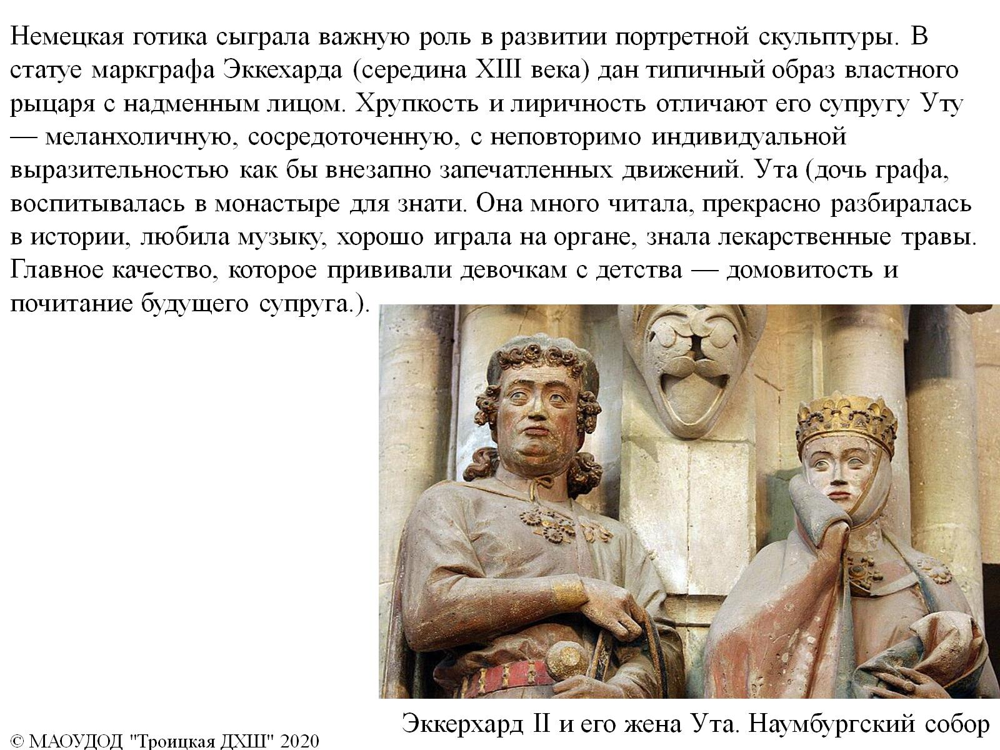 Немецкая готика сыграла важную роль в развитии портретной скульптуры. В
статуе маркграфа Эккехарда (середина XIII века) дан типичный образ властного
рыцаря с надменным лицом. Хрупкость и лиричность отличают его супругу Уту
— меланхоличную, сосредоточенную, с неповторимо индивидуальной
выразительностью как бы внезапно запечатленных движений. Ута (дочь графа,
воспитывалась в монастыре для знати. Она много читала, прекрасно разбиралась
в истории, любила музыку, хорошо играла на органе, знала лекарственные травы.
Главное качество, которое прививали девочкам с детства — домовитость и
почитание будущего супруга.).
Эккерхард II и его жена Ута. Наумбургский собор
© МАОУДОД "Троицкая ДХШ" 2020